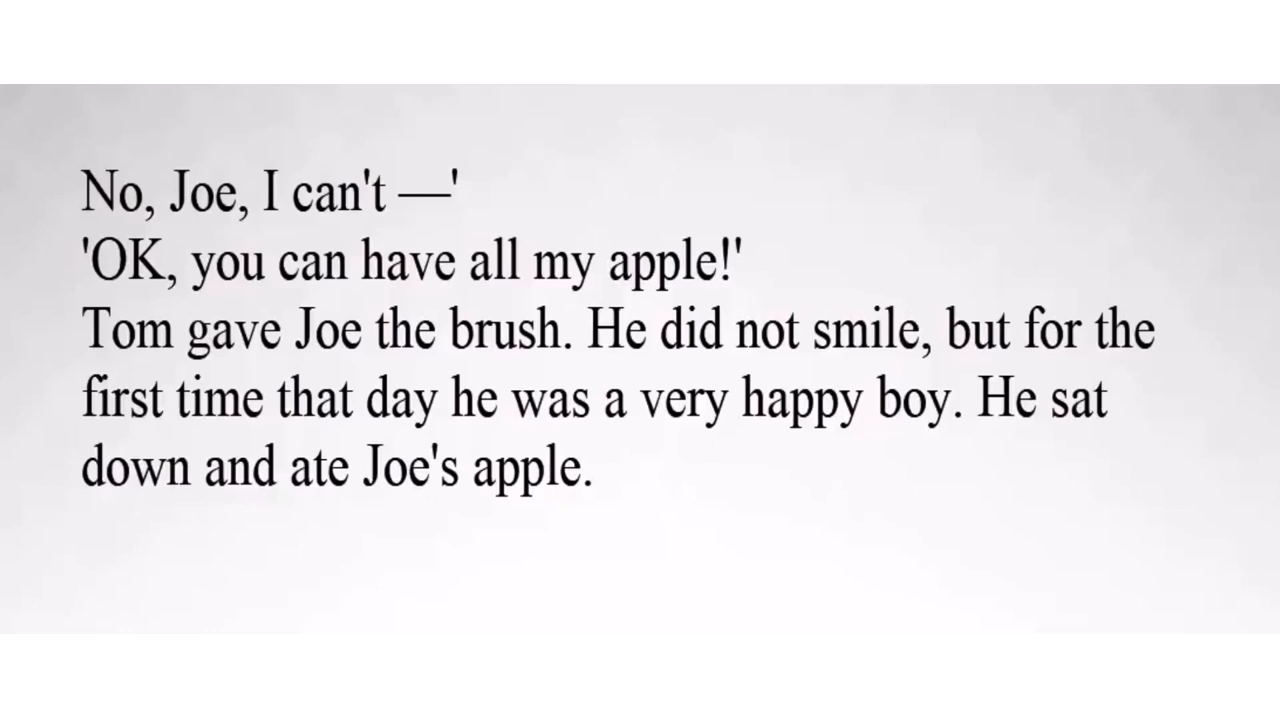 No, Joe, I can't —'
'OK, you can have all my apple!'
Tom gave Joe the brush. He did not smile, but for the
first time that day he was a very happy boy. He sat
down and ate Joe's apple.